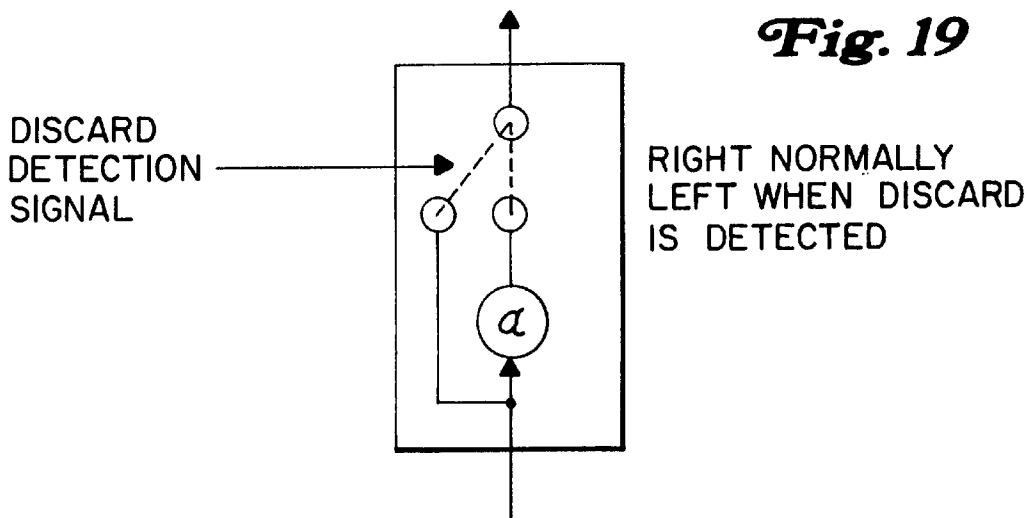 Fig. 19
DISCARD
DETECTION
SIGNAL
RIGHT NORMALLY
LEFT WHEN DISCARD
IS DETECTED
a